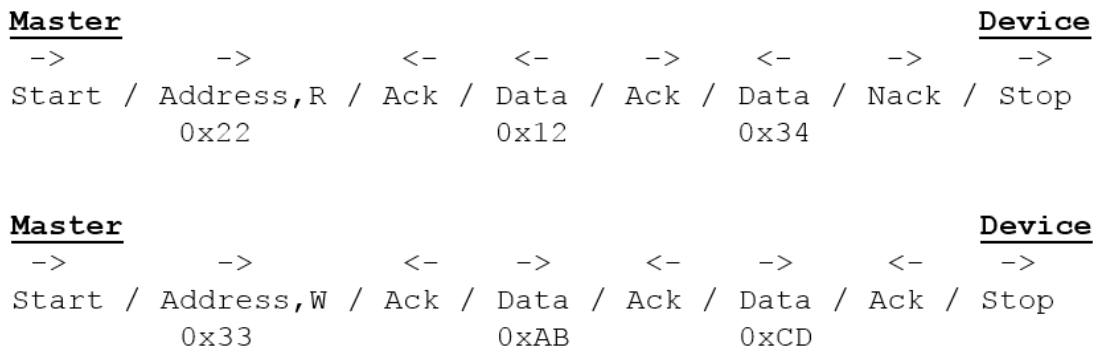 Master Device
-> -> <- <- -> <- -> ->
Start / Address,R / Ack / Data / Ack / Data / Nack / Stop
0x22 0x12 0x34
Master Device
-> -> <- -> <- -> <- ->
Start / Address,W / Ack / Data / Ack / Data / Ack / Stop
0x33 0xAB 0xCD